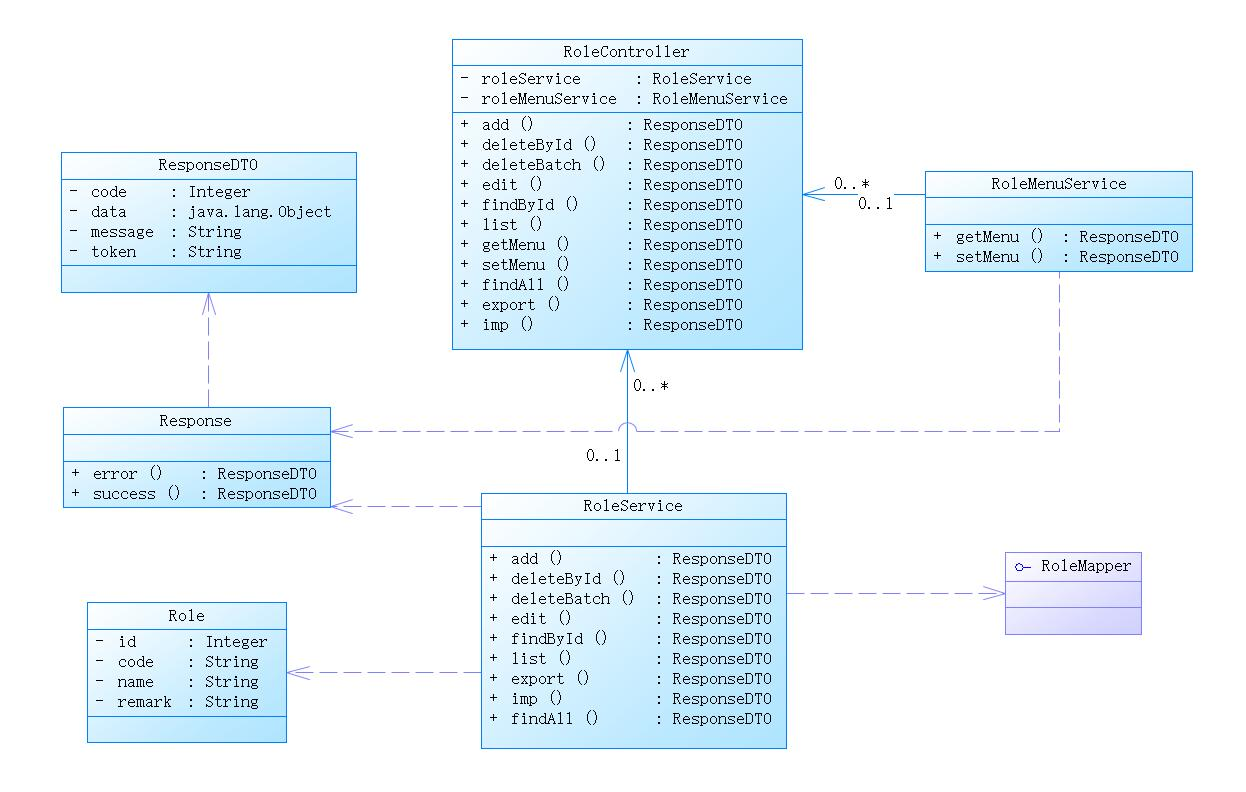 RoleController
- roleService : RoleService
- roleMenuService : RoleMenuService
+ add () : ResponseDTO
+ deleteById () : ResponseDTO
+ deleteBatch () : ResponseDTO
+ edit () : ResponseDTO
+ findById () : ResponseDTO
+ list () : ResponseDTO
+ getMenu () : ResponseDTO
+ setMenu () : ResponseDTO
+ findAll () : ResponseDTO
+ export () : ResponseDTO
+ imp () : ResponseDTO
ResponseDTO
- code : Integer
- data : java.lang.Object
- message : String
- token : String
0..*
0..1
RoleMenuService
+ getMenu () : ResponseDTO
+ setMenu () : ResponseDTO
0..*
0..1
Response
+ error () : ResponseDTO
+ success () : ResponseDTO
RoleService
+ add () : ResponseDTO
+ deleteById () : ResponseDTO
+ deleteBatch () : ResponseDTO
+ edit () : ResponseDTO
+ findById () : ResponseDTO
+ list () : ResponseDTO
+ export () : ResponseDTO
+ imp () : ResponseDTO
+ findAll () : ResponseDTO
RoleMapper
Role
- id : Integer
- code : String
- name : String
- remark : String